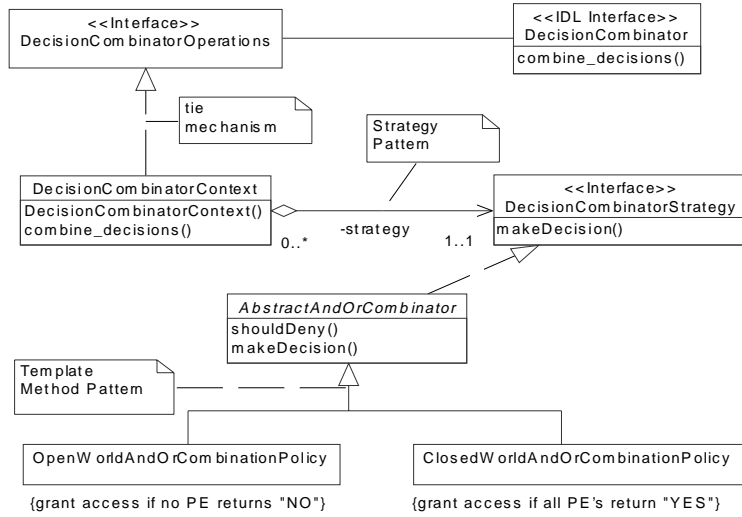 <<Interface>>
DecisionCombinatorOperations
<<IDL Interface>>
DecisionCombinator
combine_decisions()
tie
mechanism
Strategy
Pattern
DecisionCombinatorContext
DecisionCombinatorContext()
combine_decisions()
<<Interface>>
DecisionCombinatorStrategy
makeDecision()
0..*
-strategy
1..1
AbstractAndOrCombinator
shouldDeny()
makeDecision()
Template
Method Pattern
OpenWorldAndOrCombinationPolicy
ClosedWorldAndOrCombinationPolicy
{grant access if no PE returns "NO"}
{grant access if all PE's return "YES"}